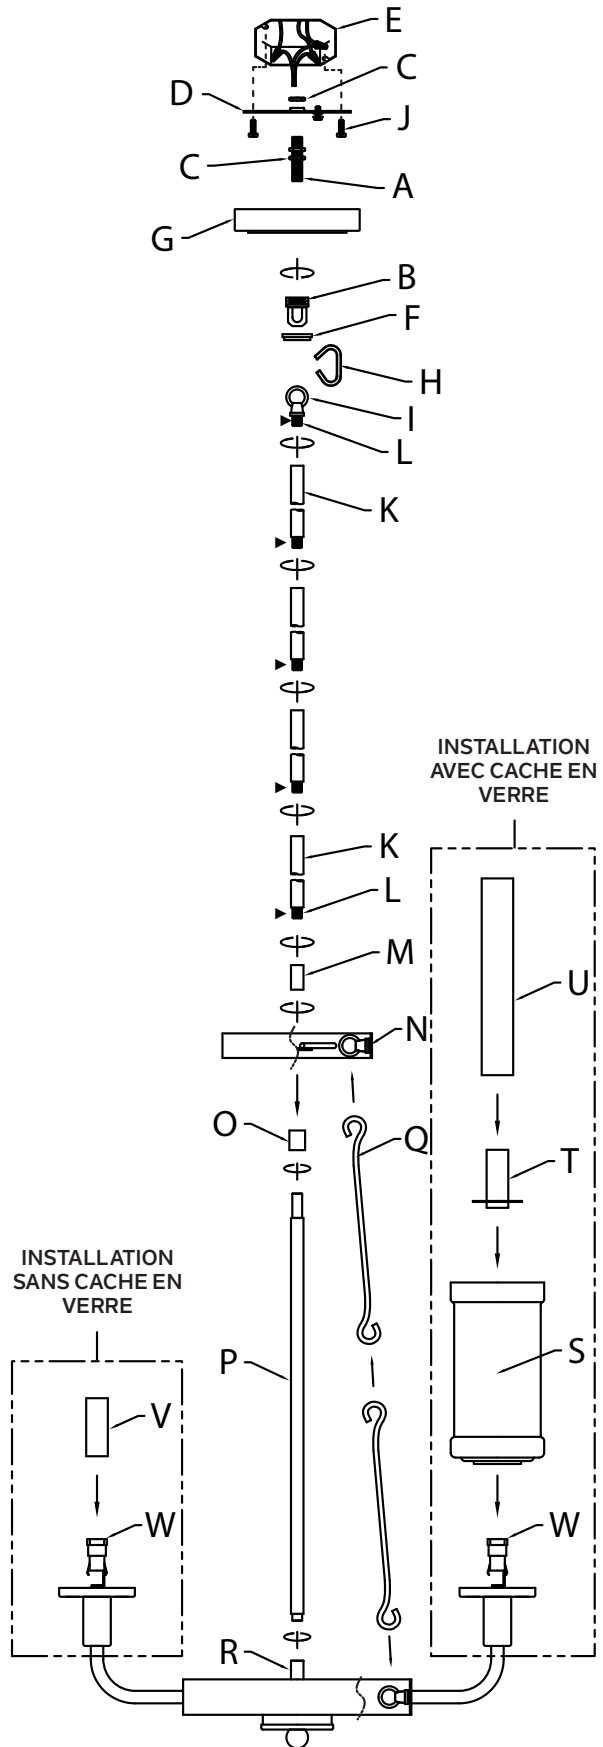 E
C
D
J
C
A
G
B
F
H
I
L
K
INSTALLATION
AVEC CACHE EN
VERRE
K
L
M
U
N
O
Q
T
INSTALLATION
SANS CACHE EN
VERRE
P
S
V
W
W
R